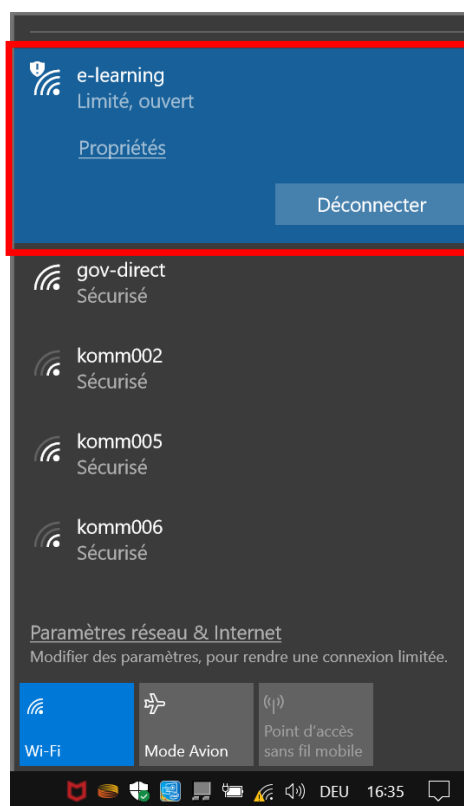 e-learning
Limité, ouvert
Propriétés
Déconnecter
gov-direct
Sécurisé
komm002
Sécurisé
komm005
Sécurisé
komm006
Sécurisé
Paramètres réseau & Internet
Modifier des paramètres, pour rendre une connexion limitée.
Wi-Fi
Mode Avion
Point d'accès
sans fil mobile
DEU 16:35